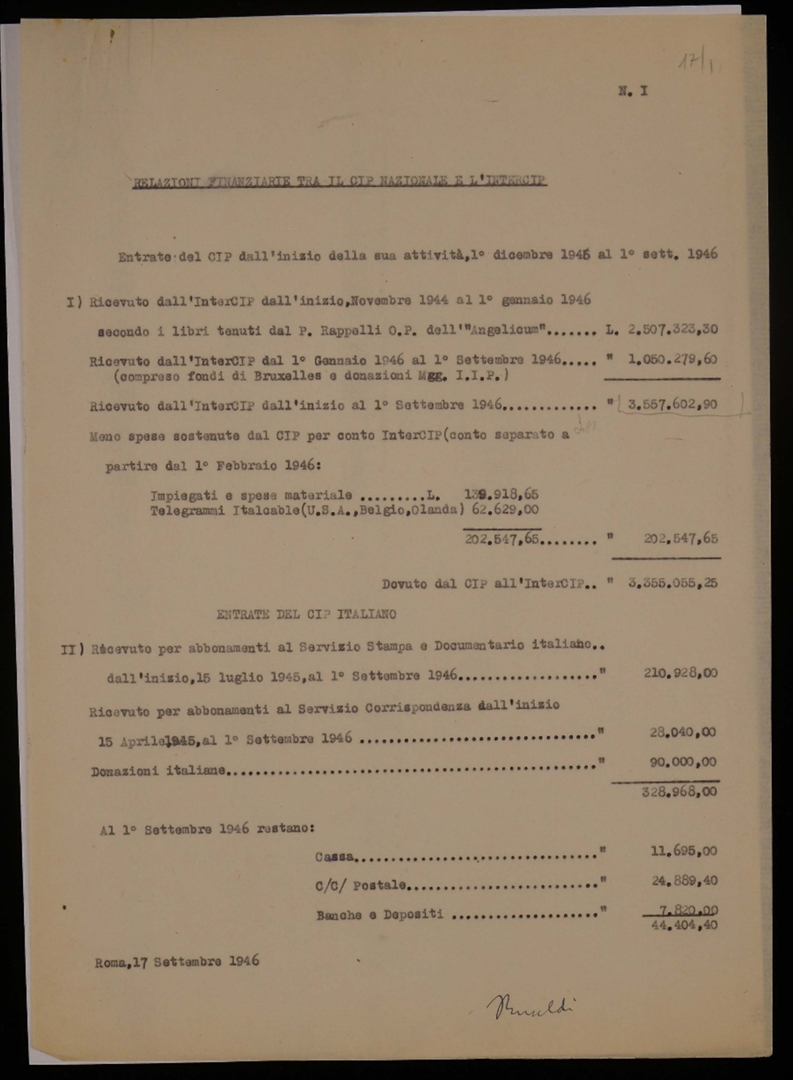 17/1
N. I
RELAZIONI FINANZIARIE TRA IL CIP NAZIONALE E L'INTERCIP
Entrate del CIP dall'inizio della sua attività,1° dicembre 1945 al 1° sett. 1946
I) Ricevuto dall'InterCIP dall'inizio,Novembre 1944 al 1° gennaio 1946
secondo i libri tenuti dal P. Rappelli O.P. dell'"Angelicum"....... L. 2.507.323,30
Ricevuto dall'InterCIP dal 1° Gennaio 1946 al 1° Settembre 1946..... " 1.050.279,60
(compreso fondi di Bruxelles e donazioni Mgg. I.I.P.)
Ricevuto dall'InterCIP dall'inizio al 1° Settembre 1946............. " 3.557.602,90
Meno spese sostenute dal CIP per conto InterCIP(conto separato a
partire dal 1° Febbraio 1946:
Impiegati e spese materiale .........L. 139.918,65
Telegrammi Italcable(U.S.A.,Belgio,Olanda) 62.629,00
202.547,65........ " 202.547,65
Dovuto dal CIP all'InterCIP.. " 3.355.055,25
ENTRATE DEL CIP ITALIANO
II) Ricevuto per abbonamenti al Servizio Stampa e Documentario italiano..
dall'inizio,15 luglio 1945,al 1° Settembre 1946..................." 210.928,00
Ricevuto per abbonamenti al Servizio Corrispondenza dall'inizio
15 Aprile1945,al 1° Settembre 1946 ..............................." 28.040,00
Donazioni italiane.................................................." 90.000,00
328.968,00
Al 1° Settembre 1946 restano:
Cassa.................................." 11.695,00
C/C/ Postale..........................." 24.889,40
Banche e Depositi ....................." 7.820,00
44.404,40
Roma,17 Settembre 1946